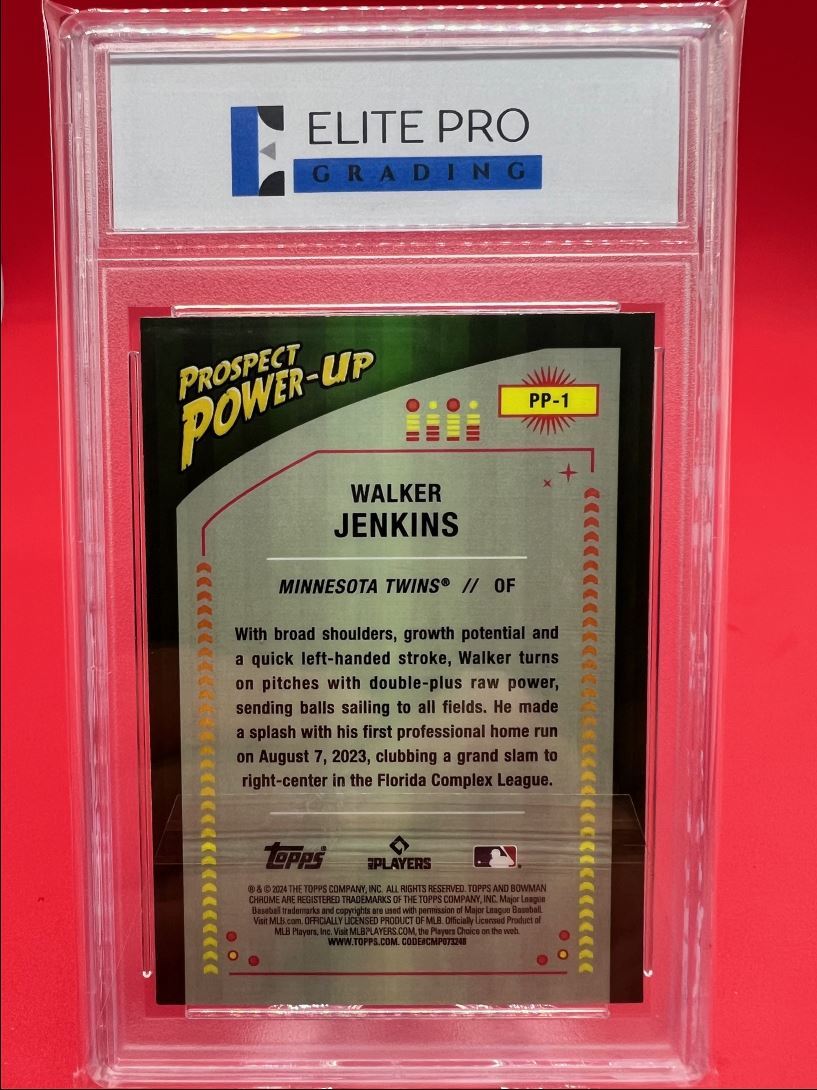 ELITE PRO
GRADING
PROSPECT
POWER-UP
PP-1
WALKER
JENKINS
MINNESOTA TWINS® // OF
With broad shoulders, growth potential and
a quick left-handed stroke, Walker turns
on pitches with double-plus raw power,
sending balls sailing to all fields. He made
a splash with his first professional home run
on August 7, 2023, clubbing a grand slam to
right-center in the Florida Complex League.
Topps® MLB PLAYERS ®
® & © 2024 THE TOPPS COMPANY, INC. ALL RIGHTS RESERVED. TOPPS AND BOWMAN
CHROME ARE REGISTERED TRADEMARKS OF THE TOPPS COMPANY, INC. Major League
Baseball trademarks and copyrights are used with permission of Major League Baseball.
Visit MLB.com. OFFICIALLY LICENSED PRODUCT OF MLB. Officially Licensed Product of
MLB Players, Inc. Visit MLBPLAYERS.COM, the Players Choice on the web.
WWW.TOPPS.COM. CODE#CMP073248